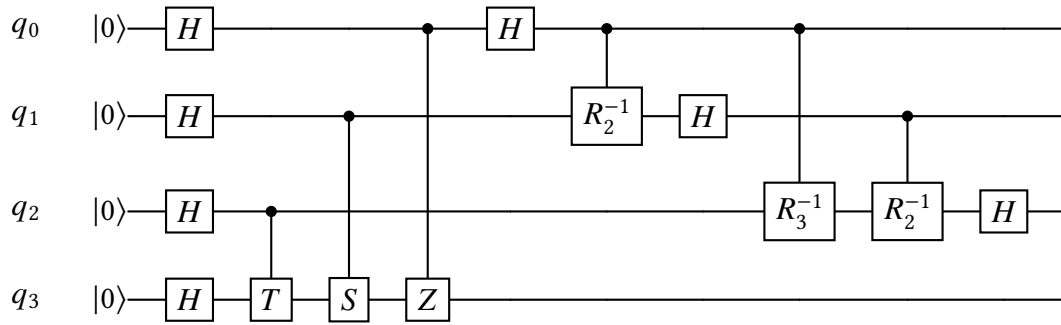 q₀ |0⟩ H H
q₁ |0⟩ H R₂⁻¹ H
q₂ |0⟩ H R₃⁻¹ R₂⁻¹ H
q₃ |0⟩ H T S Z